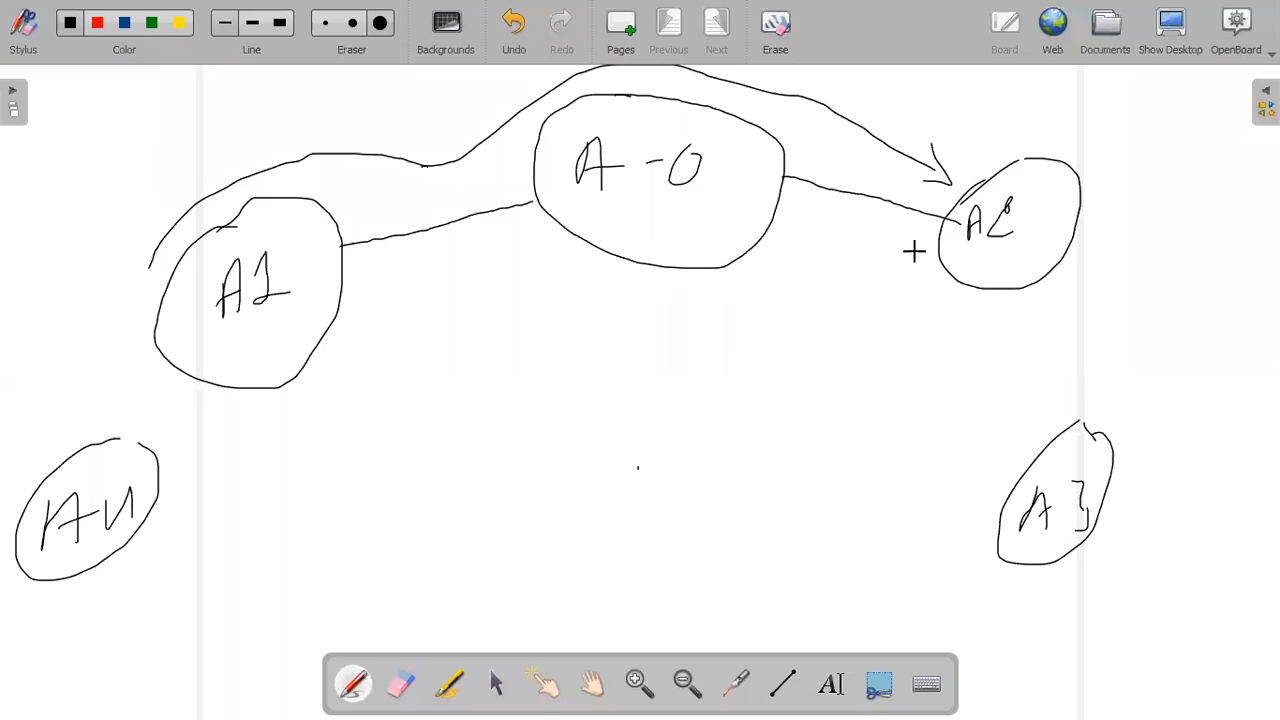 Stylus
Color
Line
Eraser
Backgrounds
Undo
Redo
Pages
Previous
Next
Erase
Board
Web
Documents
Show Desktop
OpenBoard
A-0
A2
A1
A4
A3